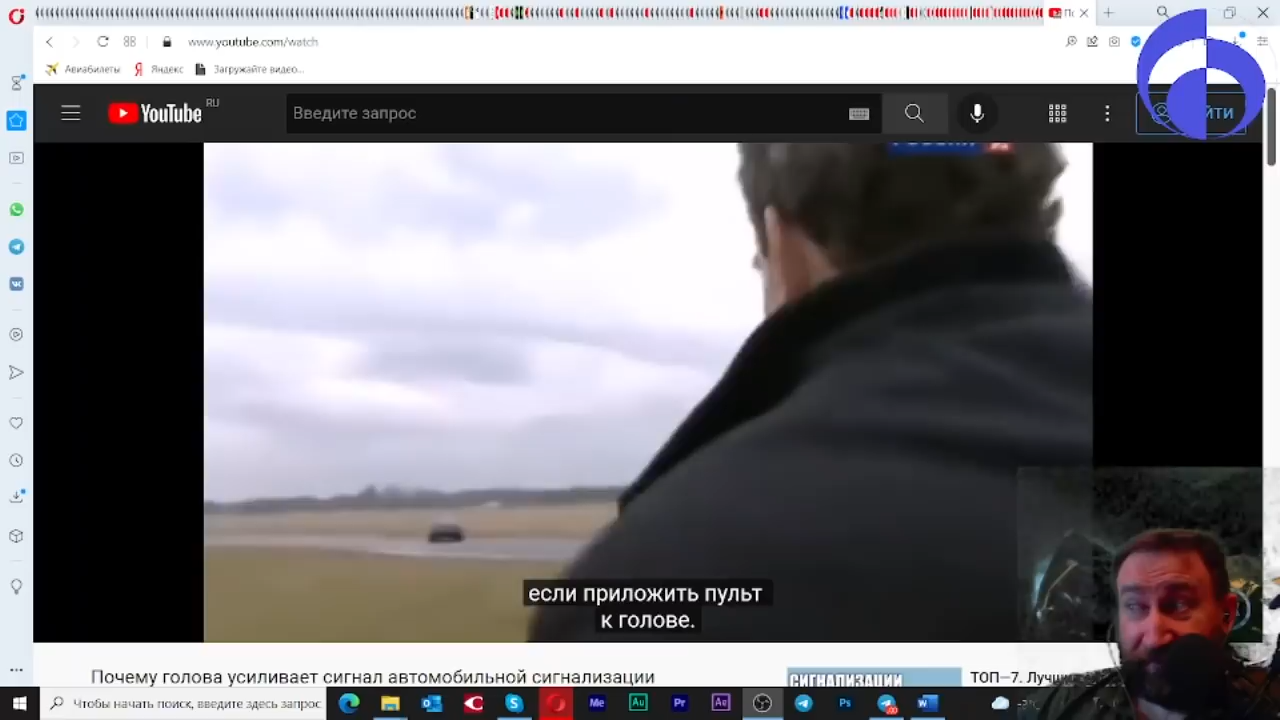 www.youtube.com/watch
Авиабилеты
Яндекс
Загружайте видео...
YouTube
RU
Введите запрос
если приложить пульт
к голове.
Почему голова усиливает сигнал автомобильной сигнализации
СИГНАЛИЗАЦИИ
ТОП–7.
Чтобы начать поиск, введите здесь запрос